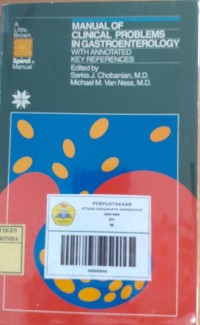 A
Little,
Brown
Spiral®
Manual
MANUAL OF
CLINICAL PROBLEMS
IN GASTROENTEROLOGY
WITH ANNOTATED
KEY REFERENCES
Edited by
Sarkis J. Chobanian, M.D.
Michael M. Van Ness, M.D.
PERPUSTAKAAN